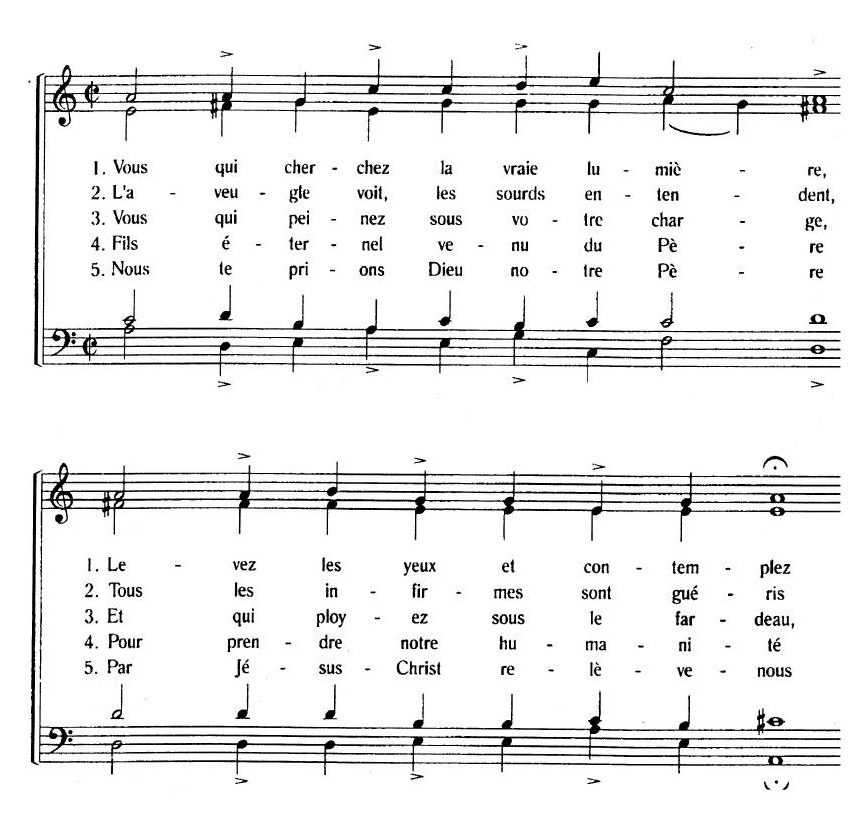 1. Vous qui cher - chez la vraie lu - miè - re,
2. L'a - veu - gle voit, les sourds en - ten - dent,
3. Vous qui pei - nez sous vo - tre char - ge,
4. Fils é - ter - nel ve - nu du Pè - re
5. Nous te pri - ons Dieu no - tre Pè - re
1. Le - vez les yeux et con - tem - plez
2. Tous les in - fir - mes sont gué - ris
3. Et qui ploy - ez sous le far - deau,
4. Pour pren - dre notre hu - ma - ni - té
5. Par Jé - sus - Christ re - lè - ve - nous